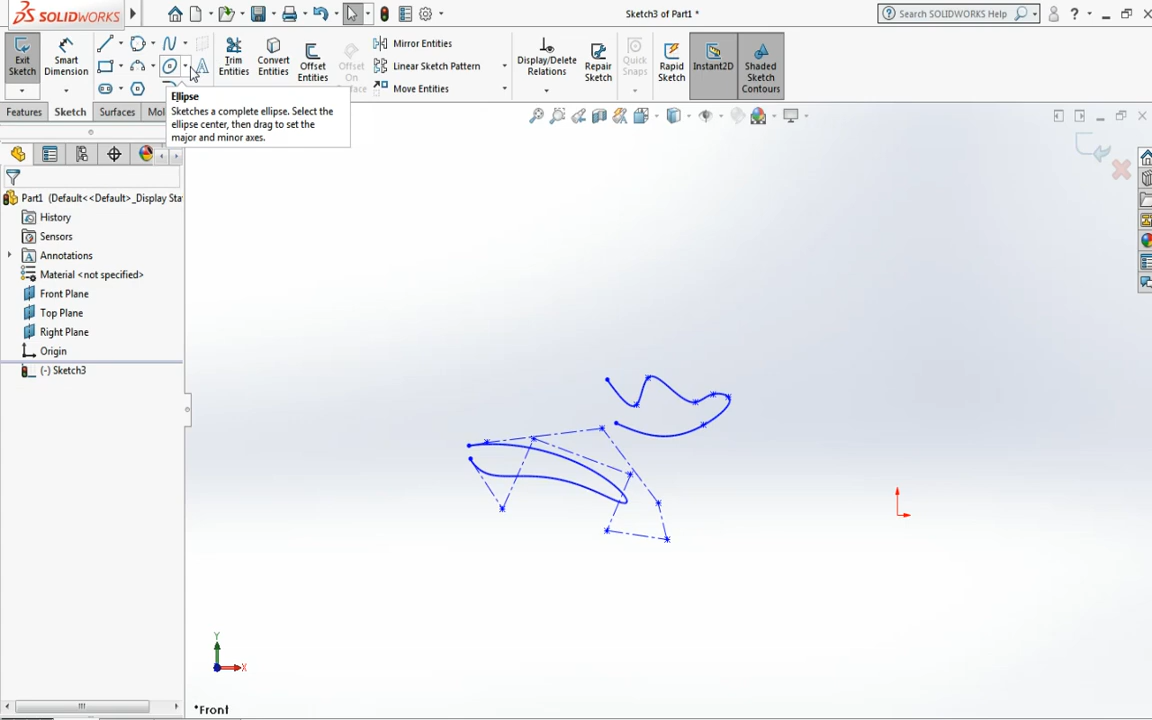 SOLIDWORKS
Sketch3 of Part1 *
Search SOLIDWORKS Help
?
Exit Sketch
Smart Dimension
Trim Entities
Convert Entities
Offset Entities
Offset On Surface
Mirror Entities
Linear Sketch Pattern
Move Entities
Display/Delete Relations
Repair Sketch
Quick Snaps
Rapid Sketch
Instant2D
Shaded Sketch Contours
Features
Sketch
Surfaces
Mol
Ellipse
Sketches a complete ellipse. Select the
ellipse center, then drag to set the
major and minor axes.
Part1 (Default<<Default>_Display Sta
History
Sensors
Annotations
Material <not specified>
Front Plane
Top Plane
Right Plane
Origin
(-) Sketch3
Y
X
*Front